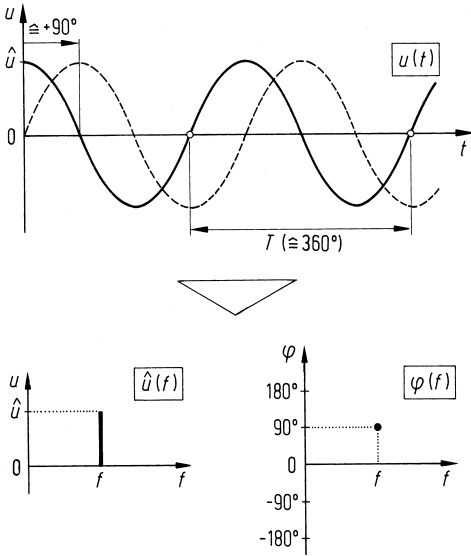 u
≙ +90°
û
u(t)
0
t
T (≙ 360°)
u
û(f)
û
0
f
f
φ
φ(f)
180°
90°
0
f
f
-90°
-180°